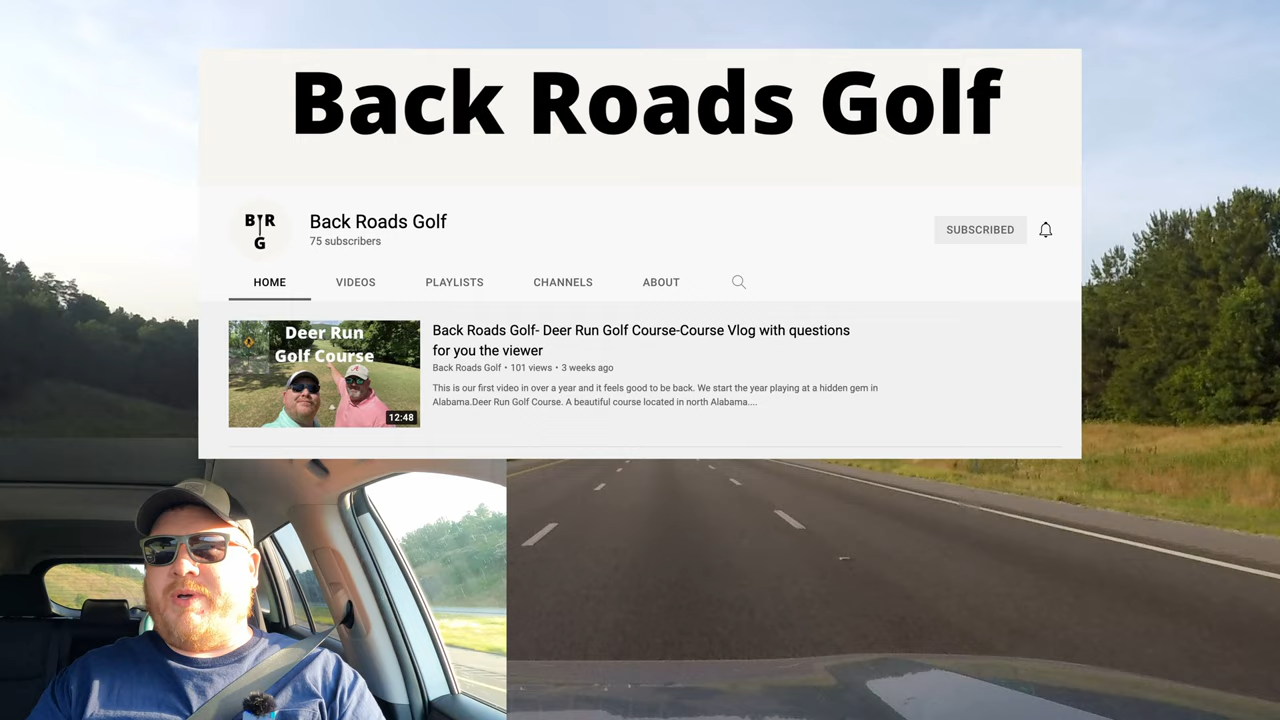 Back Roads Golf
B R
G
Back Roads Golf
75 subscribers
SUBSCRIBED
HOME VIDEOS PLAYLISTS CHANNELS ABOUT
Deer Run
Golf Course
12:48
Back Roads Golf- Deer Run Golf Course-Course Vlog with questions
for you the viewer
Back Roads Golf • 101 views • 3 weeks ago
This is our first video in over a year and it feels good to be back. We start the year playing at a hidden gem in
Alabama.Deer Run Golf Course. A beautiful course located in north Alabama....